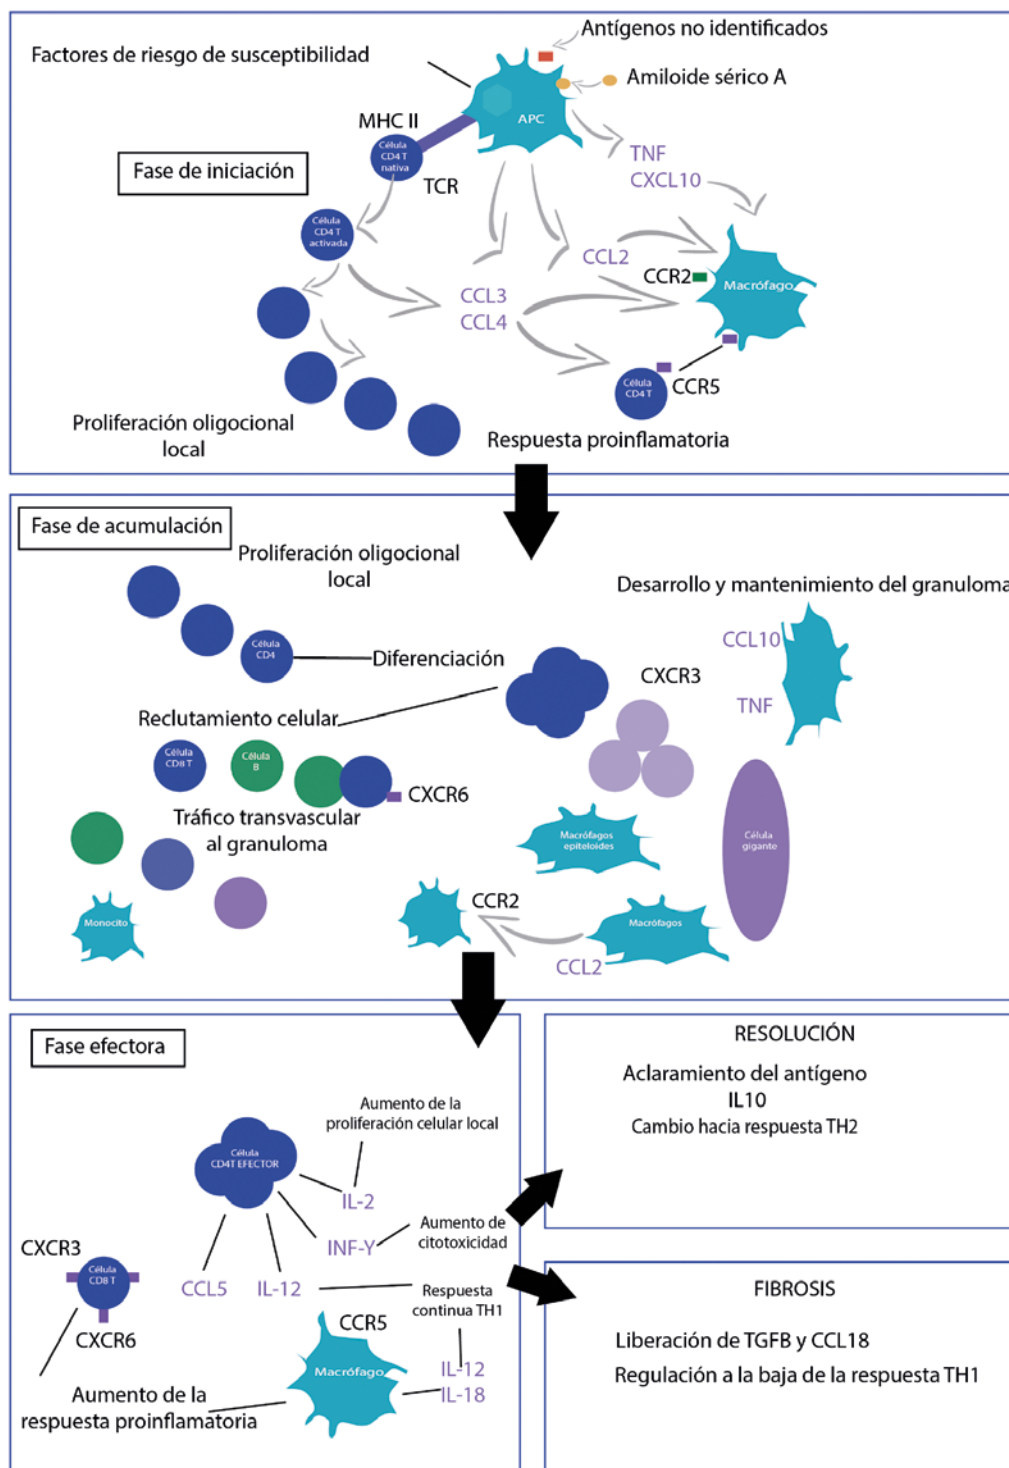 Antígenos no identificados
Factores de riesgo de susceptibilidad
Amiloide sérico A
APC
MHC II
Célula
CD4 T
nativa
TNF
CXCL10
Fase de iniciación
TCR
Célula
CD4 T
activada
CCL2
CCR2
Macrófago
CCL3
CCL4
Célula
CD4 T
CCR5
Proliferación oligocional
local
Respuesta proinflamatoria
Fase de acumulación
Proliferación oligocional
local
Desarrollo y mantenimiento del granuloma
Célula
CD4
Diferenciación
CCL10
CXCR3
TNF
Reclutamiento celular
Célula
CD8 T
Célula
B
CXCR6
Tráfico transvascular
al granuloma
Macrófagos
epiteloides
Célula
gigante
Monocito
CCR2
Macrófagos
CCL2
Fase efectora
Aumento de la
proliferación celular local
Célula
CD4T EFECTOR
IL-2
INF-Y
Aumento de
citotoxicidad
CXCR3
Célula
CD8 T
CXCR6
CCL5
IL-12
Respuesta
continua TH1
CCR5
Macrófago
IL-12
IL-18
Aumento de la
respuesta proinflamatoria
RESOLUCIÓN
Aclaramiento del antígeno
IL10
Cambio hacia respuesta TH2
FIBROSIS
Liberación de TGFB y CCL18
Regulación a la baja de la respuesta TH1